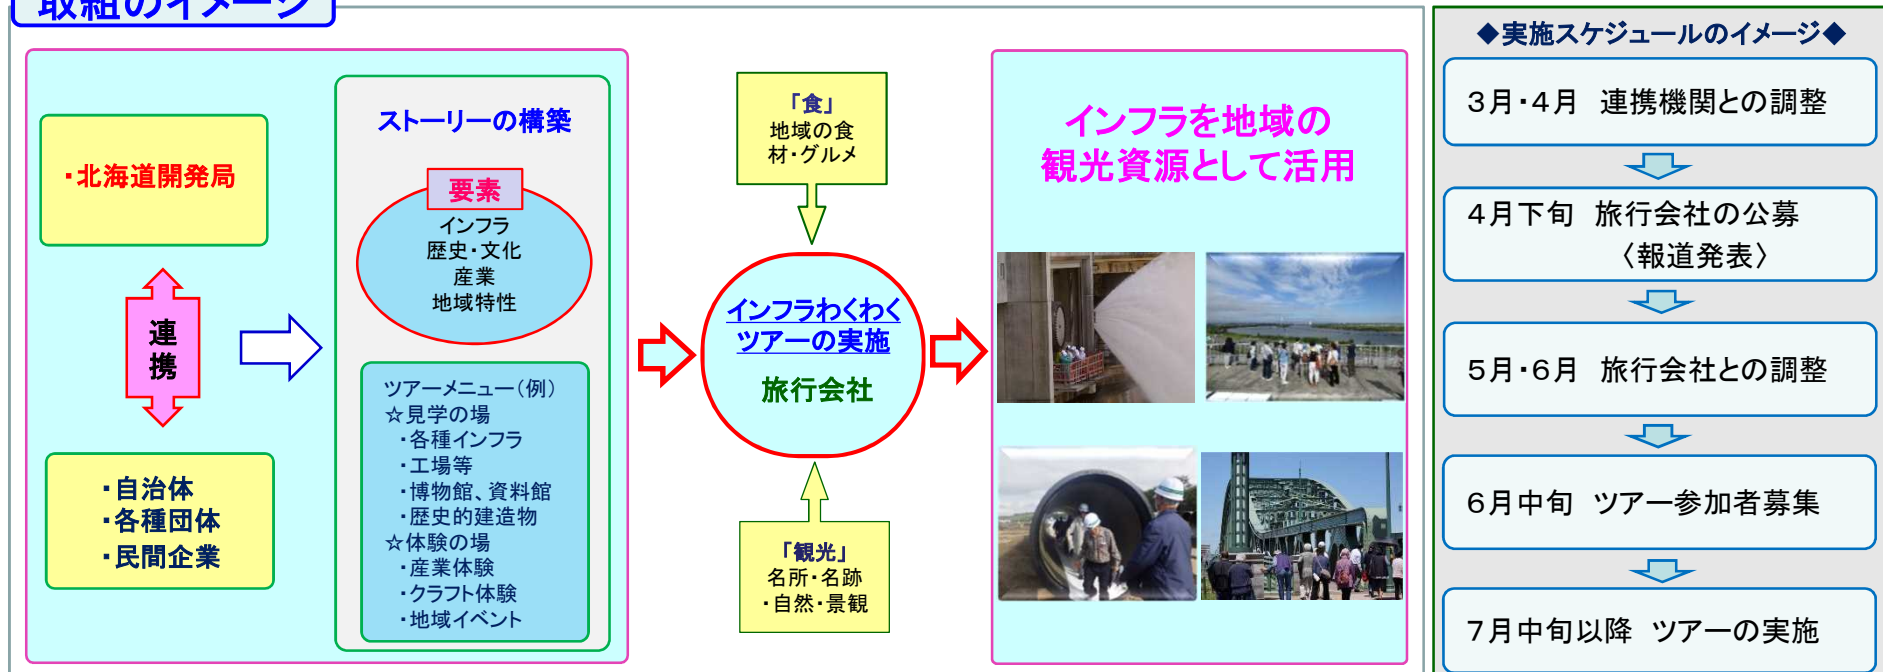 取組のイメージ
・北海道開発局
連
携
・自治体
・各種団体
・民間企業
ストーリーの構築
要素
インフラ
歴史・文化
産業
地域特性
ツアーメニュー（例）
☆見学の場
・各種インフラ
・工場等
・博物館、資料館
・歴史的建造物
☆体験の場
・産業体験
・クラフト体験
・地域イベント
「食」
地域の食
材・グルメ
インフラわくわく
ツアーの実施
旅行会社
「観光」
名所・名跡
・自然・景観
インフラを地域の
観光資源として活用
◆実施スケジュールのイメージ◆
３月・４月　連携機関との調整
４月下旬　旅行会社の公募
〈報道発表〉
５月・６月　旅行会社との調整
６月中旬　ツアー参加者募集
７月中旬以降　ツアーの実施